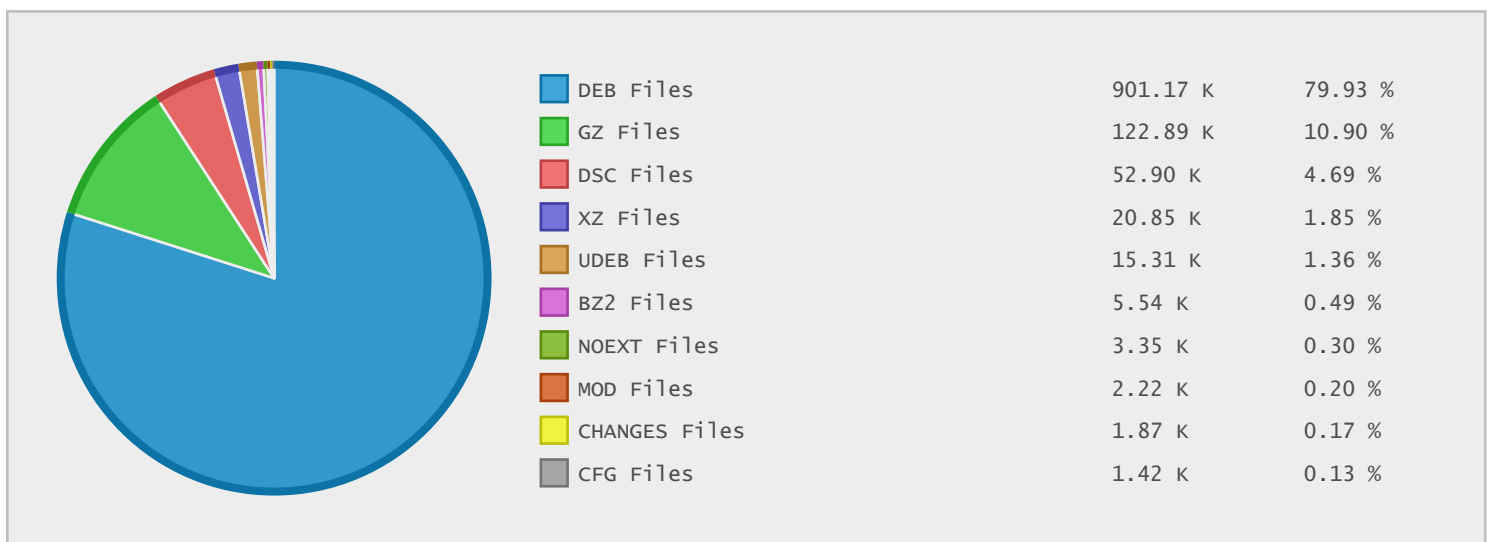 DEB Files 901.17 K 79.93 %
GZ Files 122.89 K 10.90 %
DSC Files 52.90 K 4.69 %
XZ Files 20.85 K 1.85 %
UDEB Files 15.31 K 1.36 %
BZ2 Files 5.54 K 0.49 %
NOEXT Files 3.35 K 0.30 %
MOD Files 2.22 K 0.20 %
CHANGES Files 1.87 K 0.17 %
CFG Files 1.42 K 0.13 %